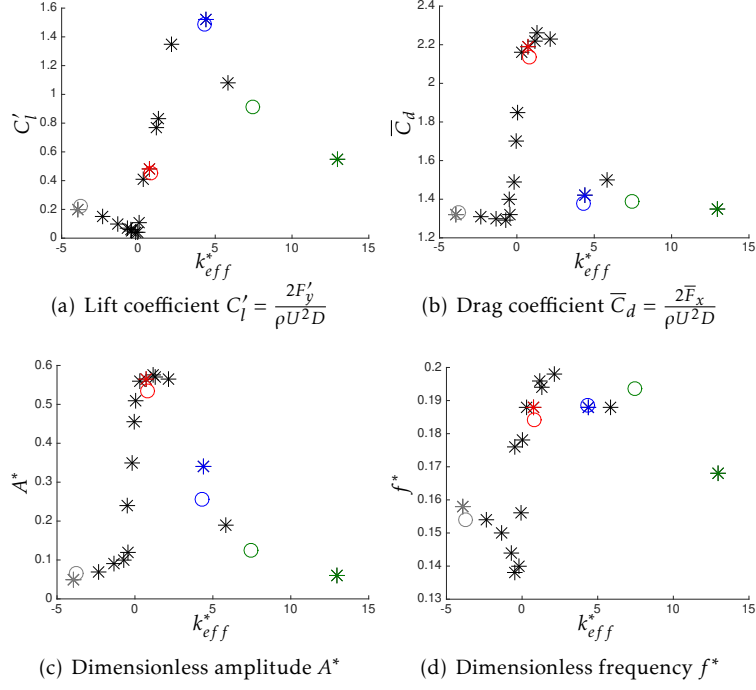 1.6
1.4
1.2
1
0.8
0.6
0.4
0.2
0
C′_l
-5 0 5 10 15
k*_{eff}
(a) Lift coefficient C′_l = 2F′_y / ρU²D
2.4
2.2
2
1.8
1.6
1.4
1.2
C̅_d
-5 0 5 10 15
k*_{eff}
(b) Drag coefficient C̅_d = 2F̅_x / ρU²D
0.6
0.5
0.4
0.3
0.2
0.1
0
A*
-5 0 5 10 15
k*_{eff}
(c) Dimensionless amplitude A*
0.2
0.19
0.18
0.17
0.16
0.15
0.14
0.13
f*
-5 0 5 10 15
k*_{eff}
(d) Dimensionless frequency f*